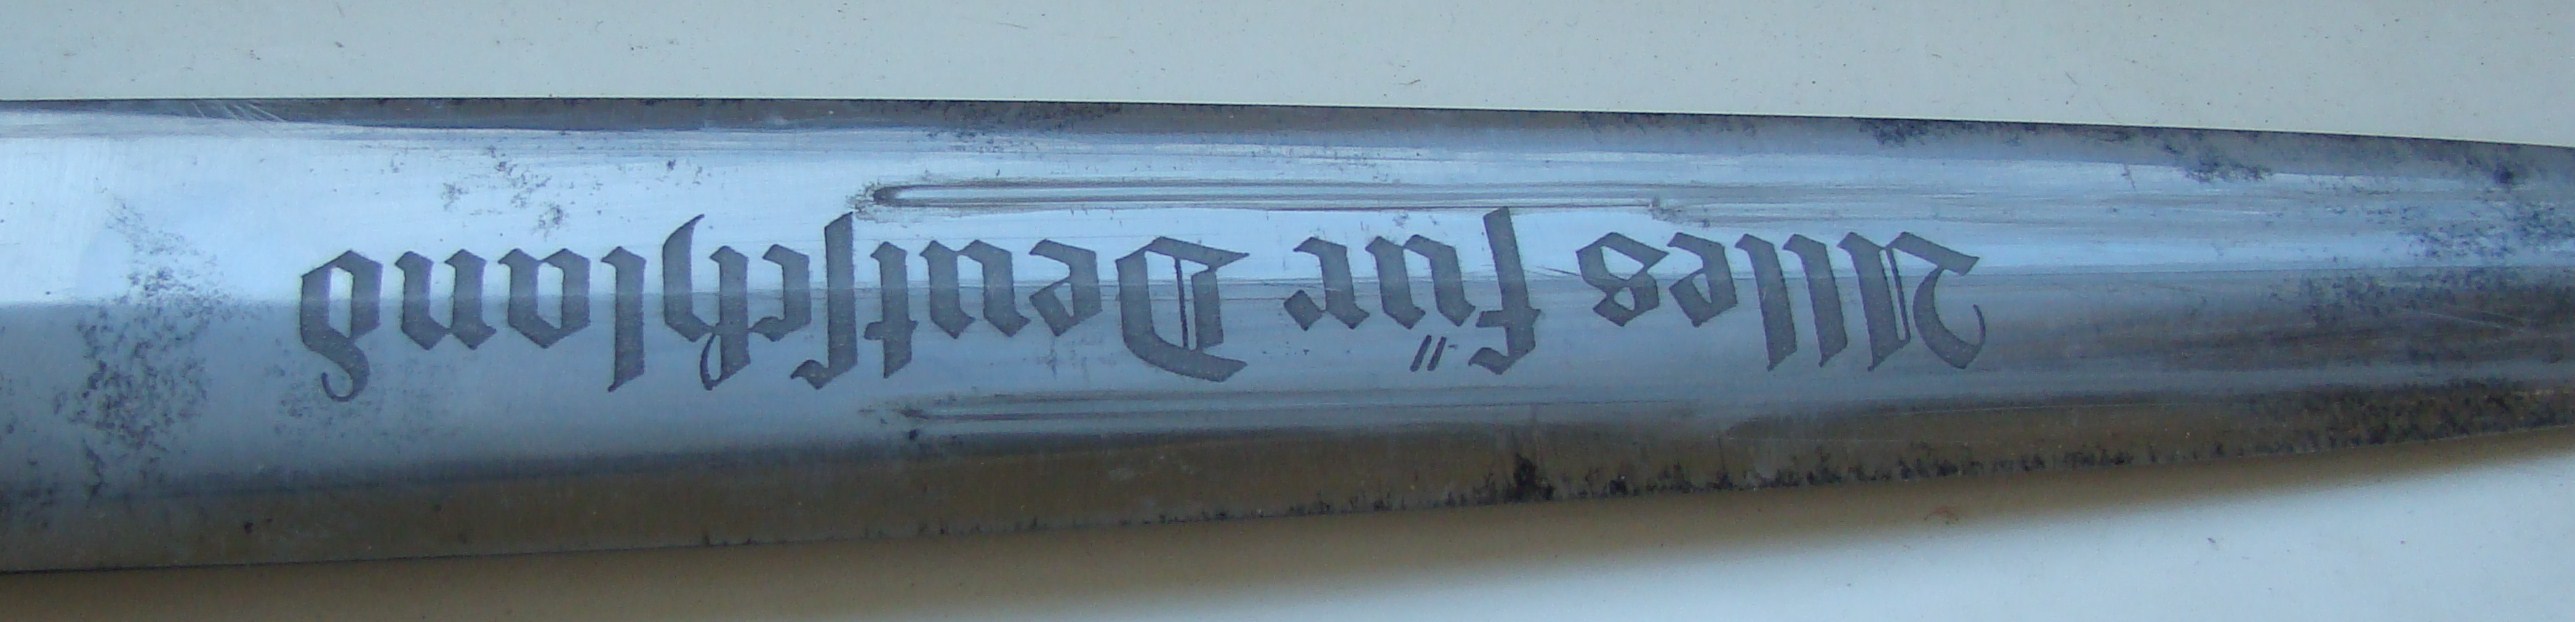 Alles für Deutſchland